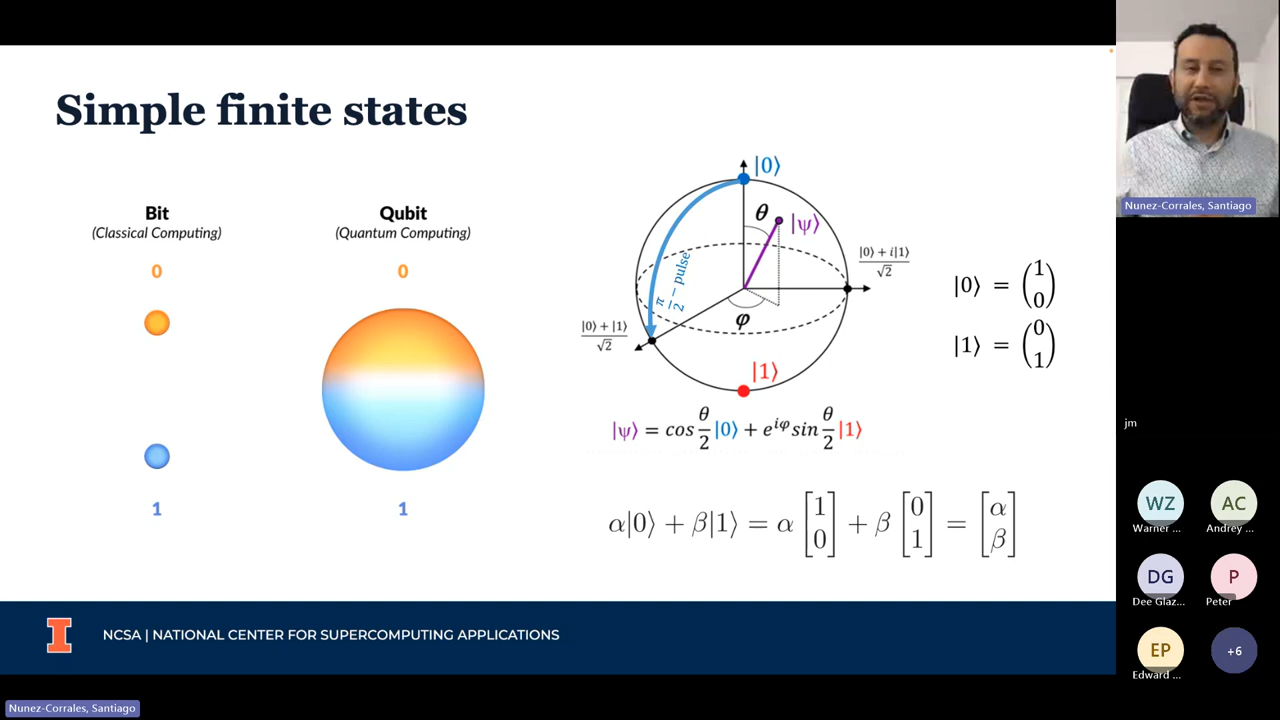 Simple finite states
Bit
(Classical Computing)
0
1
Qubit
(Quantum Computing)
0
1
|0⟩
θ
|ψ⟩
π/2 – pulse
φ
|0⟩ + i|1⟩ / √2
|0⟩ + |1⟩ / √2
|1⟩
|ψ⟩ = cos θ/2 |0⟩ + e^{iφ} sin θ/2 |1⟩
|0⟩ = (1 0)
|1⟩ = (0 1)
α|0⟩ + β|1⟩ = α [1 0] + β [0 1] = [α β]
I
NCSA | NATIONAL CENTER FOR SUPERCOMPUTING APPLICATIONS
Nunez-Corrales, Santiago
jm
WZ
Warner ...
AC
Andrey ...
DG
Dee Glaz...
P
Peter
EP
Edward ...
+6
Nunez-Corrales, Santiago